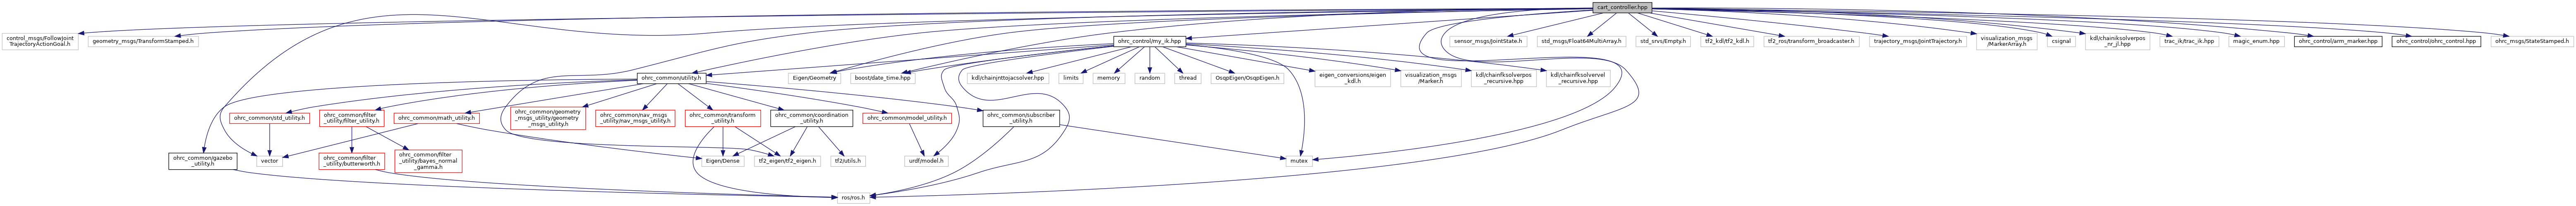 cart_controller.hpp
control_msgs/FollowJoint
TrajectoryActionGoal.h
geometry_msgs/TransformStamped.h
ohrc_control/my_ik.hpp
sensor_msgs/JointState.h
std_msgs/Float64MultiArray.h
std_srvs/Empty.h
tf2_kdl/tf2_kdl.h
tf2_ros/transform_broadcaster.h
trajectory_msgs/JointTrajectory.h
visualization_msgs
/MarkerArray.h
csignal
kdl/chainiksolverpos
_nr_jl.hpp
trac_ik/trac_ik.hpp
magic_enum.hpp
ohrc_control/arm_marker.hpp
ohrc_control/ohrc_control.hpp
ohrc_msgs/StateStamped.h
ohrc_common/utility.h
Eigen/Geometry
boost/date_time.hpp
kdl/chainjnttojacsolver.hpp
limits
memory
random
thread
OsqpEigen/OsqpEigen.h
eigen_conversions/eigen
_kdl.h
visualization_msgs
/Marker.h
kdl/chainfksolverpos
_recursive.hpp
kdl/chainfksolvervel
_recursive.hpp
ohrc_common/std_utility.h
ohrc_common/filter
_utility/filter_utility.h
ohrc_common/math_utility.h
ohrc_common/geometry
_msgs_utility/geometry
_msgs_utility.h
ohrc_common/nav_msgs
_utility/nav_msgs_utility.h
ohrc_common/transform
_utility.h
ohrc_common/coordination
_utility.h
ohrc_common/model_utility.h
ohrc_common/subscriber
_utility.h
ohrc_common/gazebo
_utility.h
vector
ohrc_common/filter
_utility/butterworth.h
ohrc_common/filter
_utility/bayes_normal
_gamma.h
Eigen/Dense
tf2_eigen/tf2_eigen.h
tf2/utils.h
urdf/model.h
mutex
ros/ros.h